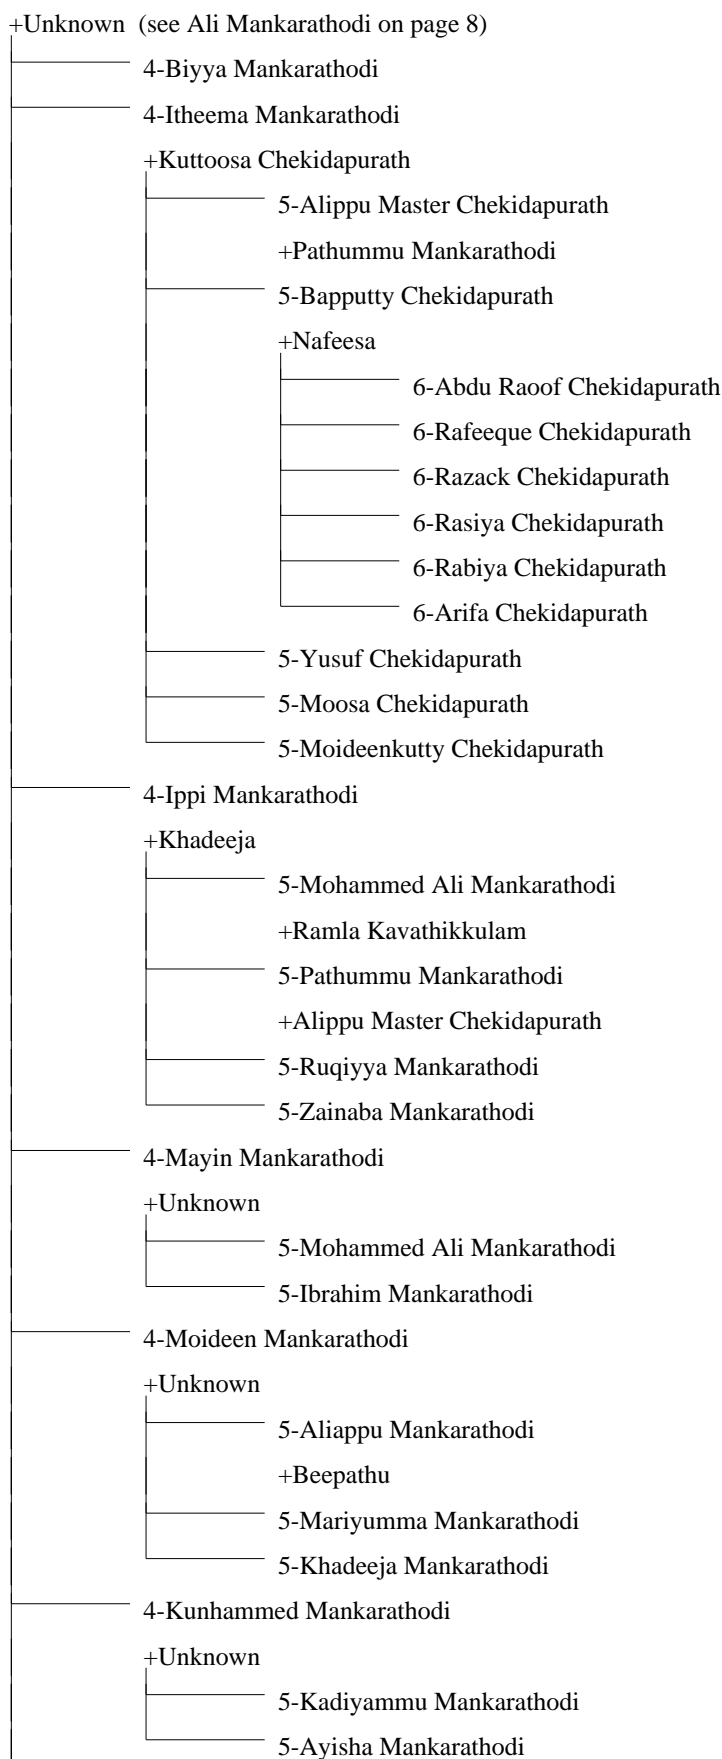 +Unknown  (see Ali Mankarathodi on page 8)
4-Biyya Mankarathodi
4-Itheema Mankarathodi
+Kuttoosa Chekidapurath
5-Alippu Master Chekidapurath
+Pathummu Mankarathodi
5-Bapputty Chekidapurath
+Nafeesa
6-Abdu Raoof Chekidapurath
6-Rafeeque Chekidapurath
6-Razack Chekidapurath
6-Rasiya Chekidapurath
6-Rabiya Chekidapurath
6-Arifa Chekidapurath
5-Yusuf Chekidapurath
5-Moosa Chekidapurath
5-Moideenkutty Chekidapurath
4-Ippi Mankarathodi
+Khadeeja
5-Mohammed Ali Mankarathodi
+Ramla Kavathikkulam
5-Pathummu Mankarathodi
+Alippu Master Chekidapurath
5-Ruqiyya Mankarathodi
5-Zainaba Mankarathodi
4-Mayin Mankarathodi
+Unknown
5-Mohammed Ali Mankarathodi
5-Ibrahim Mankarathodi
4-Moideen Mankarathodi
+Unknown
5-Aliappu Mankarathodi
+Beepathu
5-Mariyumma Mankarathodi
5-Khadeeja Mankarathodi
4-Kunhammed Mankarathodi
+Unknown
5-Kadiyammu Mankarathodi
5-Ayisha Mankarathodi